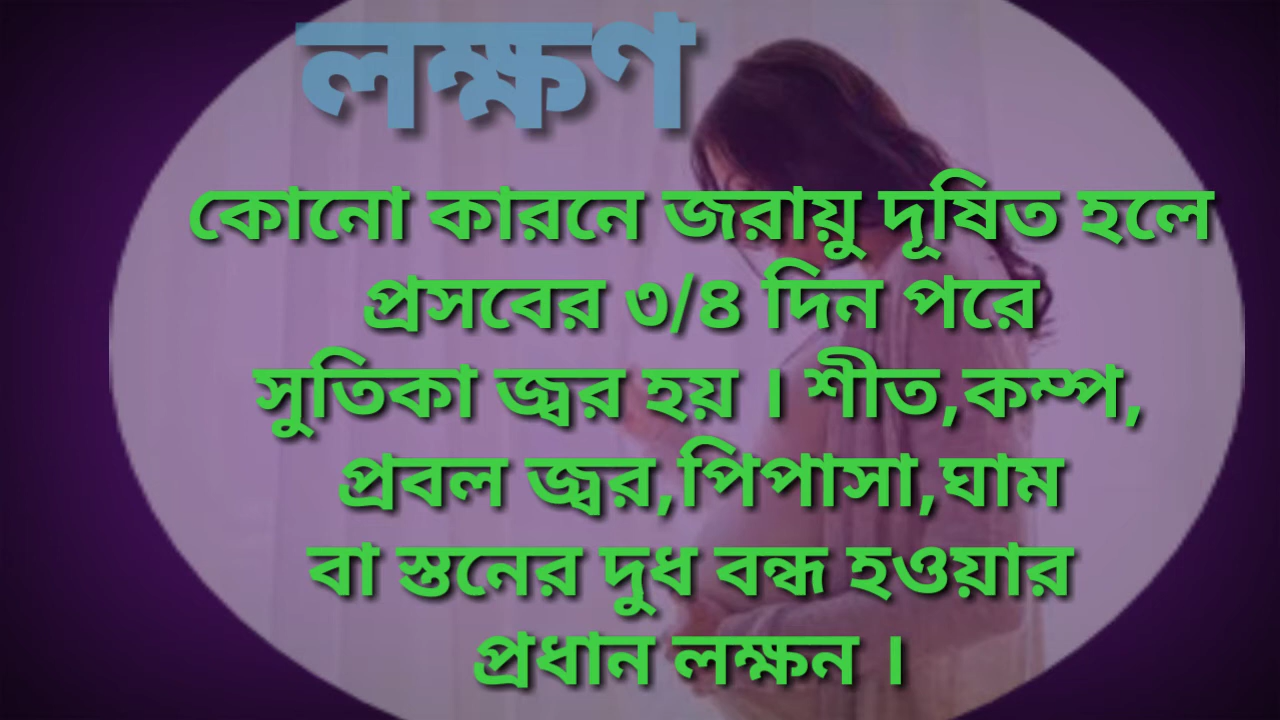 লক্ষণ
কোনো কারনে জরায়ু দূষিত হলে
প্রসবের ৩/৪ দিন পরে
সুতিকা জ্বর হয় । শীত,কম্প,
প্রবল জ্বর,পিপাসা,ঘাম
বা স্তনের দুধ বন্ধ হওয়ার
প্রধান লক্ষন ।